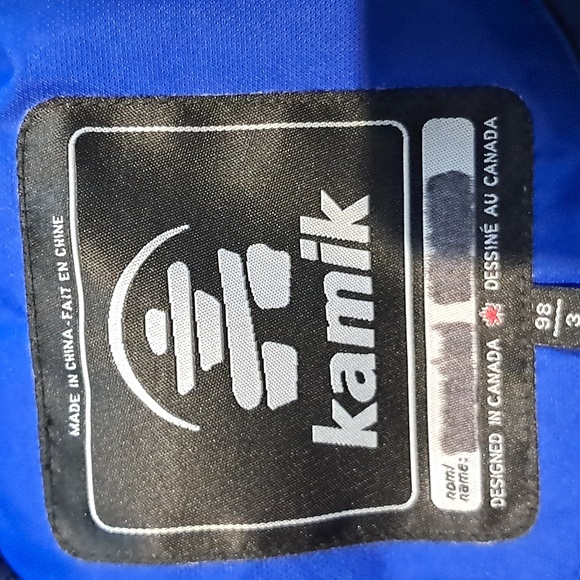 MADE IN CHINA - FAIT EN CHINE
kamik
nom/
name:
DESIGNED IN CANADA DESSINÉ AU CANADA
98
3